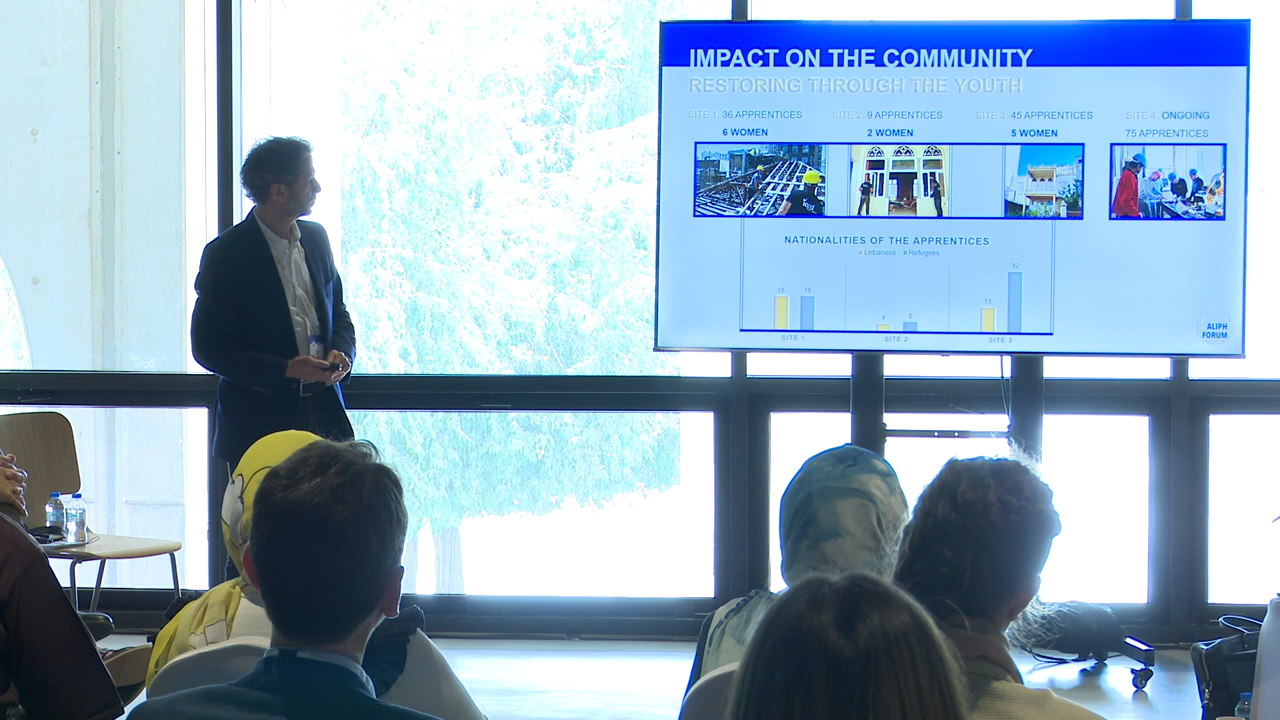 IMPACT ON THE COMMUNITY
RESTORING THROUGH THE YOUTH
SITE 1: 36 APPRENTICES
6 WOMEN
SITE 2: 9 APPRENTICES
2 WOMEN
SITE 3: 45 APPRENTICES
5 WOMEN
SITE 4: ONGOING
75 APPRENTICES
NATIONALITIES OF THE APPRENTICES
Lebanese Refugees
18 18
4 5
13 32
SITE 1 SITE 2 SITE 3
ALIPH
FORUM